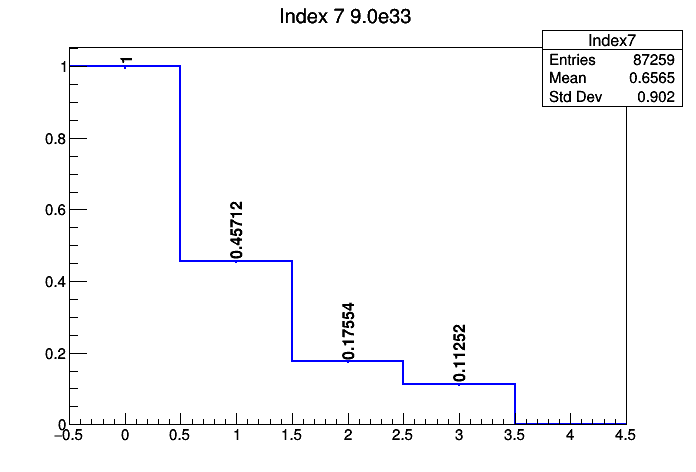 Index 7 9.0e33
Index7
Entries 87259
Mean 0.6565
Std Dev 0.902
1
0.8
0.6
0.4
0.2
0
1
0.45712
0.17554
0.11252
−0.5 0 0.5 1 1.5 2 2.5 3 3.5 4 4.5